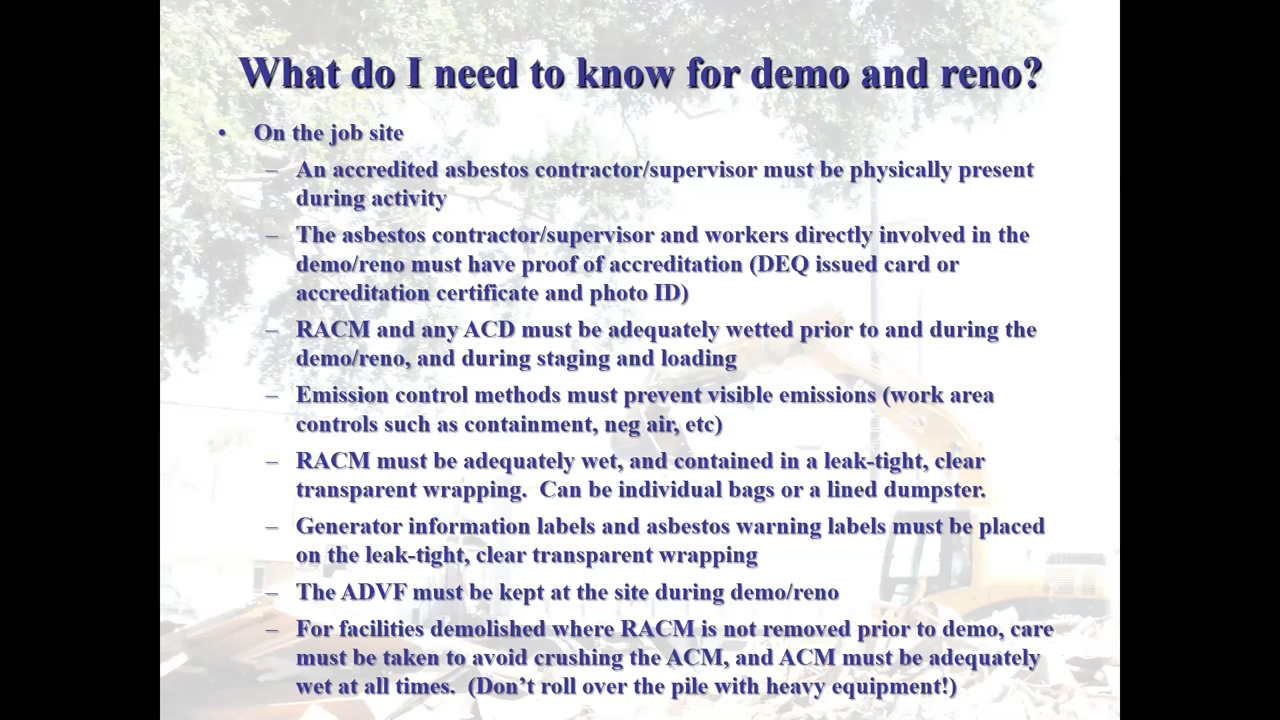 What do I need to know for demo and reno?
• On the job site
– An accredited asbestos contractor/supervisor must be physically present
during activity
– The asbestos contractor/supervisor and workers directly involved in the
demo/reno must have proof of accreditation (DEQ issued card or
accreditation certificate and photo ID)
– RACM and any ACD must be adequately wetted prior to and during the
demo/reno, and during staging and loading
– Emission control methods must prevent visible emissions (work area
controls such as containment, neg air, etc)
– RACM must be adequately wet, and contained in a leak-tight, clear
transparent wrapping.  Can be individual bags or a lined dumpster.
– Generator information labels and asbestos warning labels must be placed
on the leak-tight, clear transparent wrapping
– The ADVF must be kept at the site during demo/reno
– For facilities demolished where RACM is not removed prior to demo, care
must be taken to avoid crushing the ACM, and ACM must be adequately
wet at all times.  (Don’t roll over the pile with heavy equipment!)